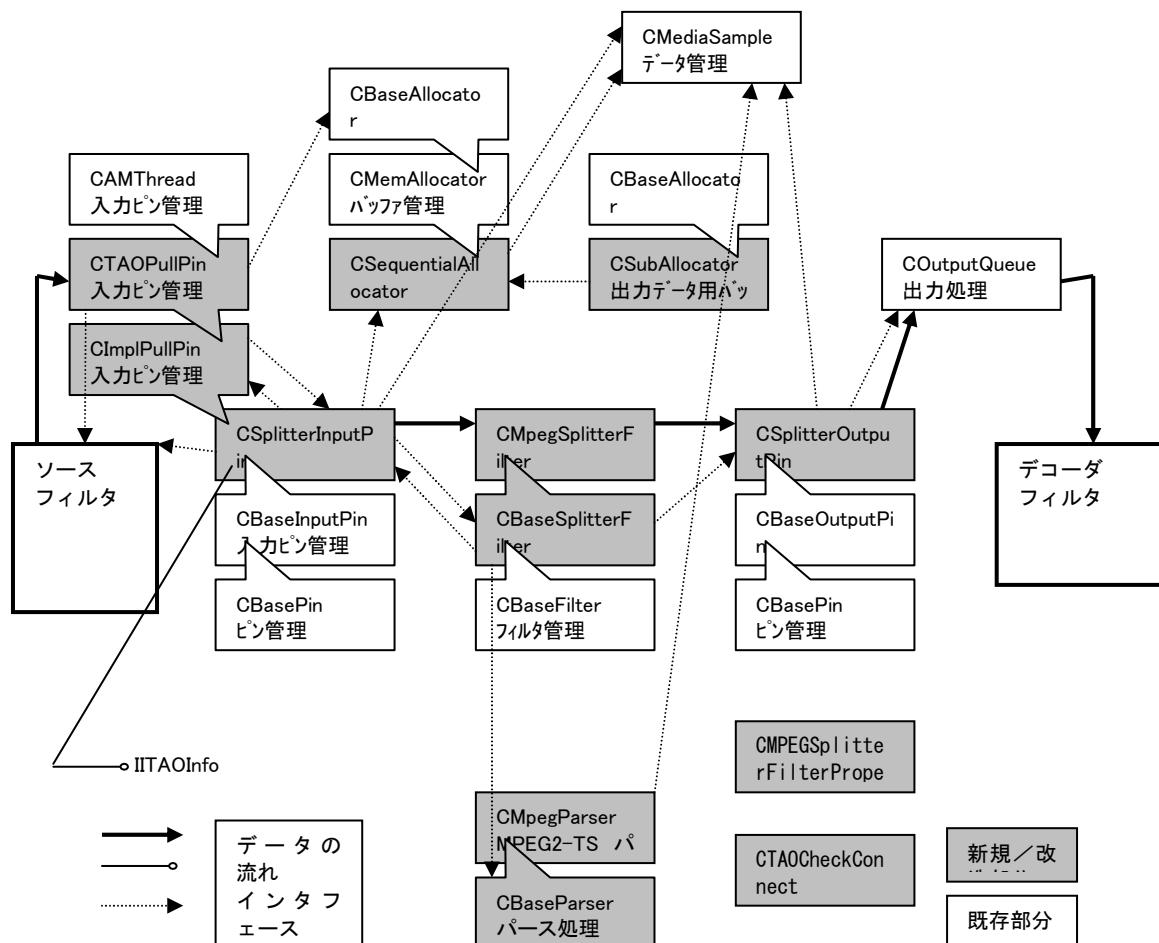 CMediaSample
データ管理
CBaseAllocato
r
CAMThread
入力ピン管理
CMemAllocator
バッファ管理
CBaseAllocato
r
CTAOPullPin
入力ピン管理
CSequentialAll
ocator
CSubAllocator
出力データ用バッ
COutputQueue
出力処理
CImplPullPin
入力ピン管理
CSplitterInputP
in
CMpegSplitterF
ilter
CSplitterOutpu
tPin
ソース
フィルタ
デコーダ
フィルタ
CBaseInputPin
入力ピン管理
CBaseSplitterF
ilter
CBaseOutputPi
n
CBasePin
ピン管理
CBaseFilter
フィルタ管理
CBasePin
ピン管理
IITAOInfo
CMPEGSplitte
rFilterPrope
CMpegParser
MPEG2-TS パ
CTAOCheckCon
nect
CBaseParser
パース処理
データの
流れ
インタフ
ェース
新規／改
既存部分